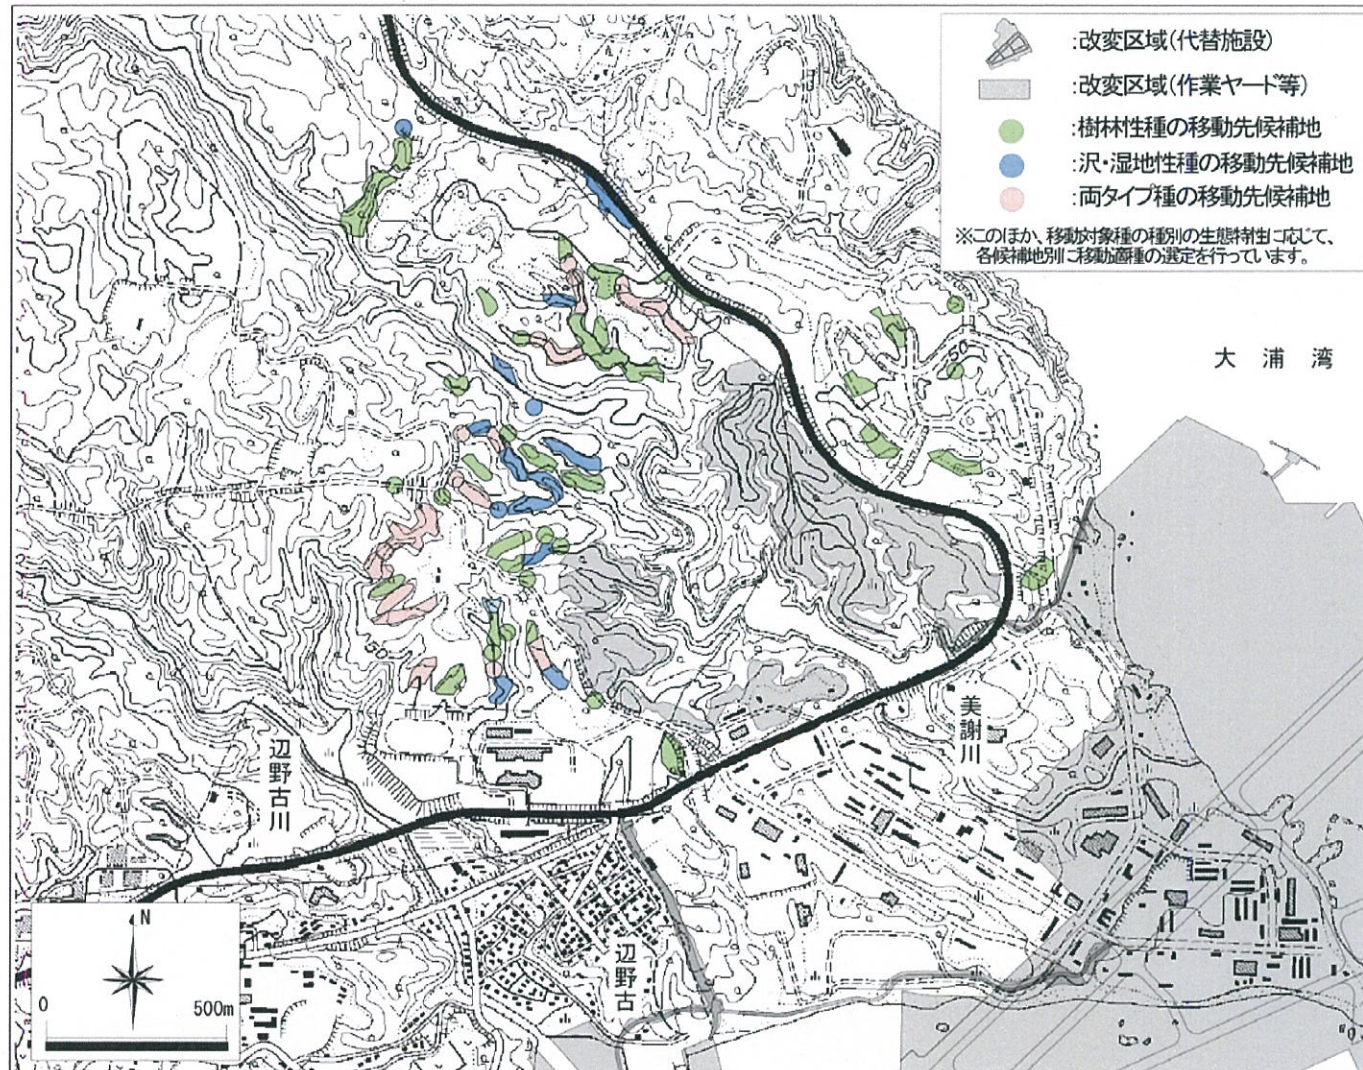 :改変区域(代替施設)
:改変区域(作業ヤード等)
:樹林性種の移動先候補地
:沢・湿地性種の移動先候補地
:両タイプ種の移動先候補地
※このほか、移動対象種の種別の生態特性に応じて、
各候補地別に移動適種の選定を行っています。
大浦湾
50
50
美謝川
辺野古川
辺野古
N
0 500m